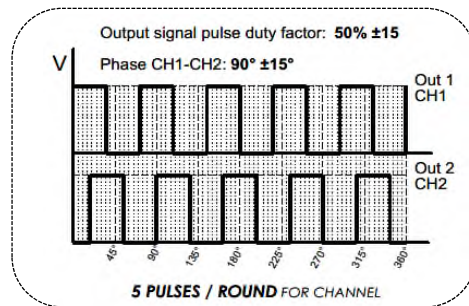 Output signal pulse duty factor: 50% ±15
Phase CH1-CH2: 90° ±15°
V
Out 1
CH1
Out 2
CH2
45° 90° 135° 180° 225° 270° 315° 360°
5 PULSES / ROUND FOR CHANNEL